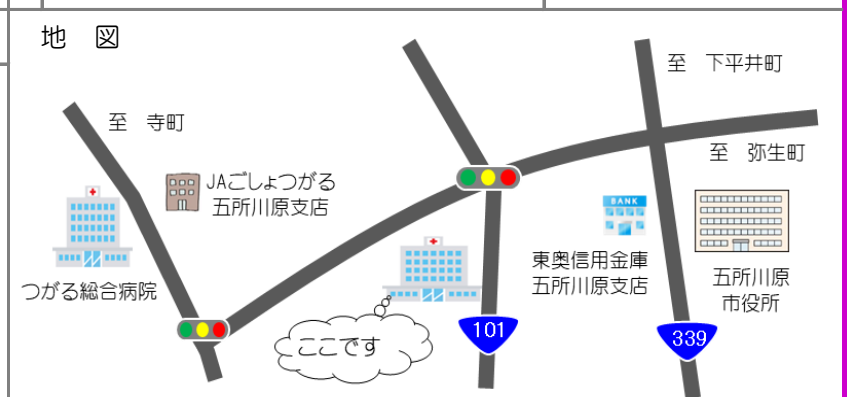 地 図
至 下平井町
至 寺町
至 弥生町
JAごしょつがる
五所川原支店
BANK
つがる総合病院
東奥信用金庫
五所川原支店
五所川原
市役所
ここです
101
339